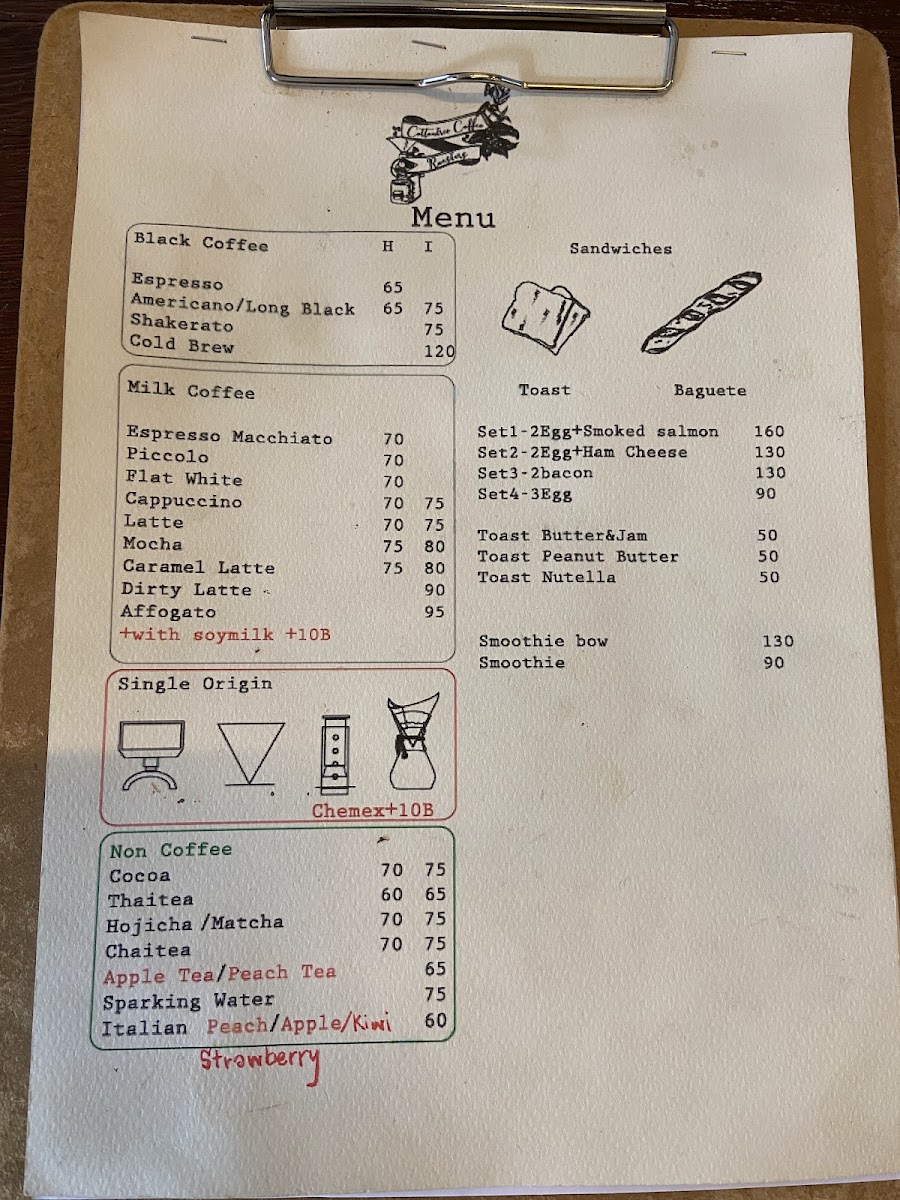 Coffee
Roasters
Menu
Black Coffee H I
Espresso 65
Americano/Long Black 65 75
Shakerato 75
Cold Brew 120
Milk Coffee
Espresso Macchiato 70
Piccolo 70
Flat White 70
Cappuccino 70 75
Latte 70 75
Mocha 75 80
Caramel Latte 75 80
Dirty Latte 90
Affogato 95
+with soymilk +10B
Single Origin
Chemex+10B
Non Coffee
Cocoa 70 75
Thaitea 60 65
Hojicha/Matcha 70 75
Chaitea 70 75
Apple Tea/Peach Tea 65
Sparking Water 75
Italian Peach/Apple/Kiwi 60
Strawberry
Sandwiches
Toast Baguete
Set1-2Egg+Smoked salmon 160
Set2-2Egg+Ham Cheese 130
Set3-2bacon 130
Set4-3Egg 90
Toast Butter&Jam 50
Toast Peanut Butter 50
Toast Nutella 50
Smoothie bow 130
Smoothie 90